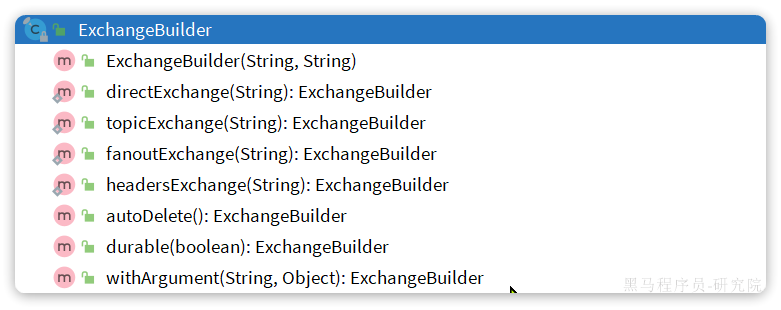 ExchangeBuilder
ExchangeBuilder(String, String)
directExchange(String): ExchangeBuilder
topicExchange(String): ExchangeBuilder
fanoutExchange(String): ExchangeBuilder
headersExchange(String): ExchangeBuilder
autoDelete(): ExchangeBuilder
durable(boolean): ExchangeBuilder
withArgument(String, Object): ExchangeBuilder
黑马程序员-研究院